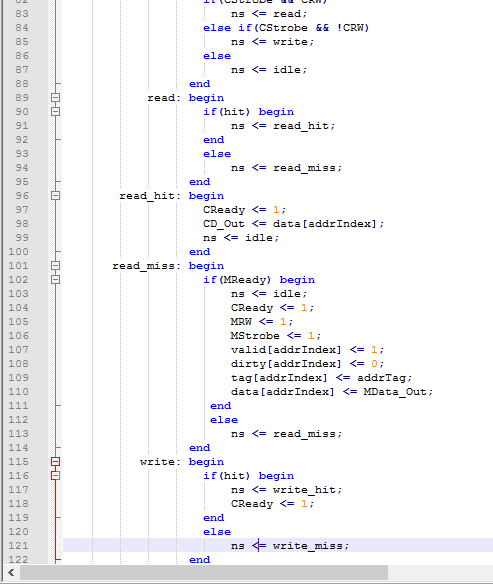 82 if(CStrobe && CRW)
83 ns <= read;
84 else if(CStrobe && !CRW)
85 ns <= write;
86 else
87 ns <= idle;
88 end
89 read: begin
90 if(hit) begin
91 ns <= read_hit;
92 end
93 else
94 ns <= read_miss;
95 end
96 read_hit: begin
97 CReady <= 1;
98 CD_Out <= data[addrIndex];
99 ns <= idle;
100 end
101 read_miss: begin
102 if(MReady) begin
103 ns <= idle;
104 CReady <= 1;
105 MRW <= 1;
106 MStrobe <= 1;
107 valid[addrIndex] <= 1;
108 dirty[addrIndex] <= 0;
109 tag[addrIndex] <= addrTag;
110 data[addrIndex] <= MData_Out;
111 end
112 else
113 ns <= read_miss;
114 end
115 write: begin
116 if(hit) begin
117 ns <= write_hit;
118 CReady <= 1;
119 end
120 else
121 ns <= write_miss;
122 end